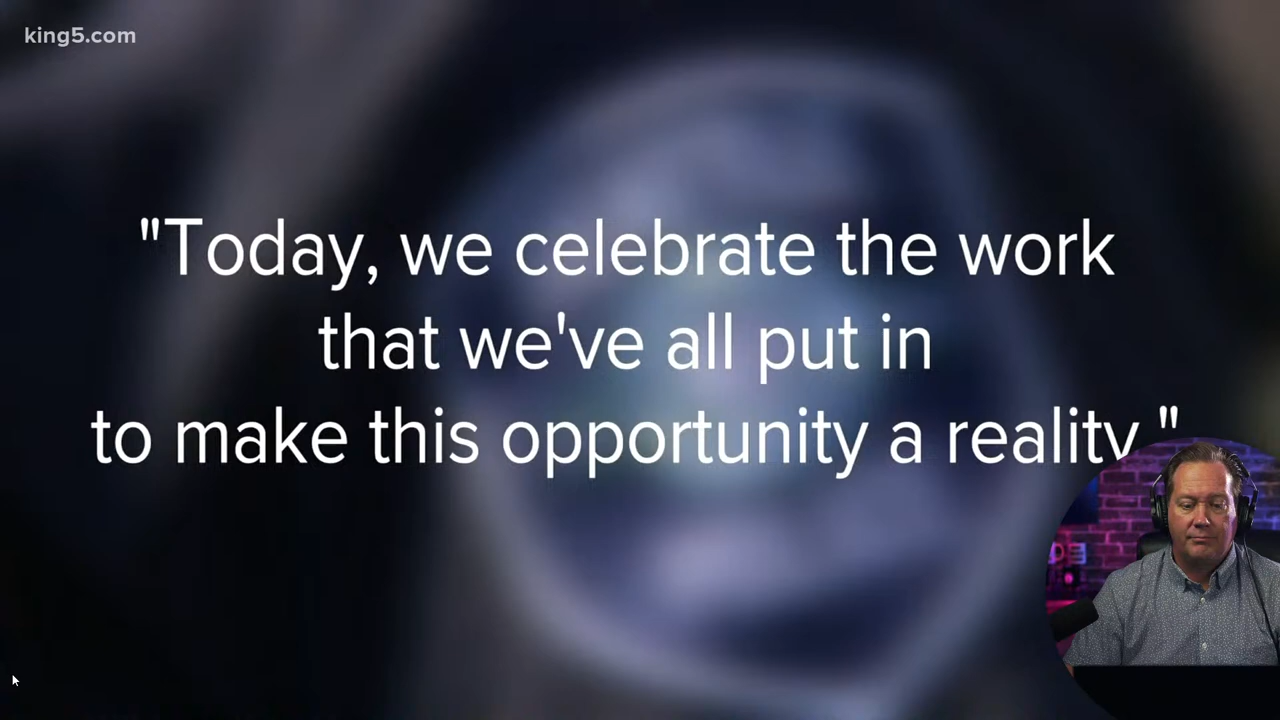 king5.com
"Today, we celebrate the work
that we've all put in
to make this opportunity a reality."